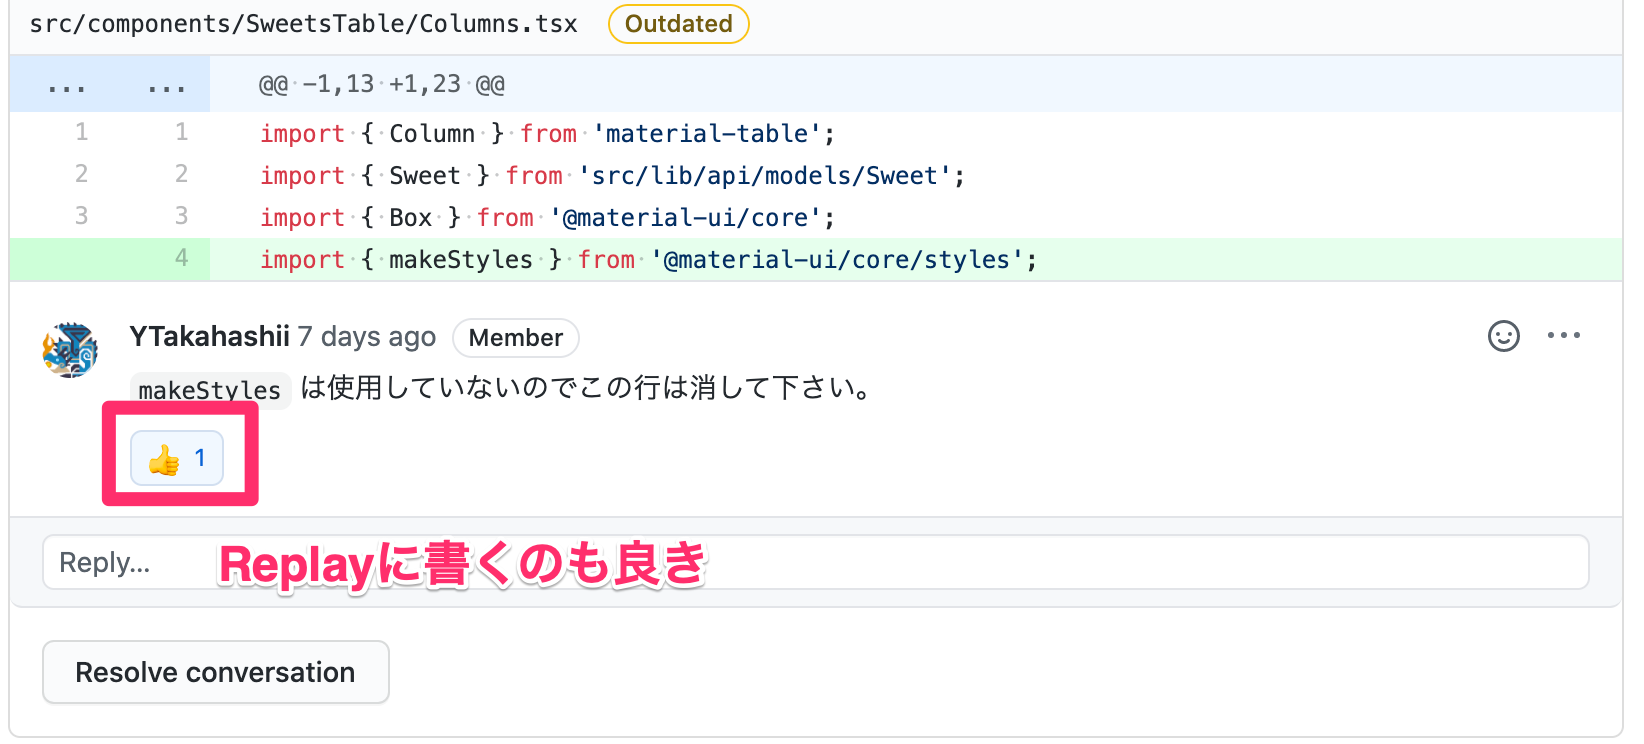 src/components/SweetsTable/Columns.tsx Outdated
... ... @@ -1,13 +1,23 @@
1 1 import { Column } from 'material-table';
2 2 import { Sweet } from 'src/lib/api/models/Sweet';
3 3 import { Box } from '@material-ui/core';
4 import { makeStyles } from '@material-ui/core/styles';
YTakahashii 7 days ago Member
makeStyles は使用していないのでこの行は消して下さい。
👍 1
Reply... Replayに書くのも良き
Resolve conversation